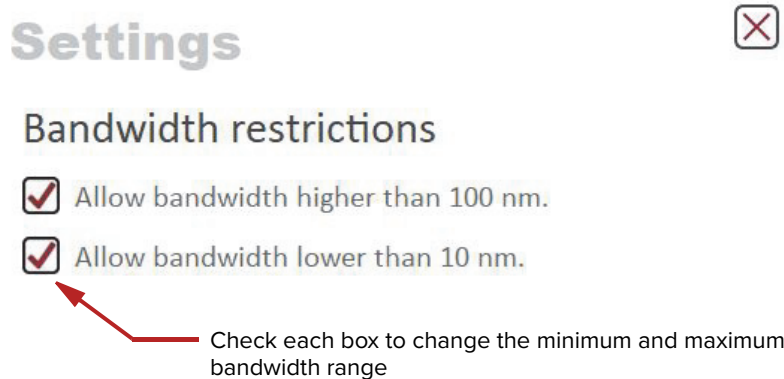 Settings
Bandwidth restrictions
Allow bandwidth higher than 100 nm.
Allow bandwidth lower than 10 nm.
Check each box to change the minimum and maximum
bandwidth range